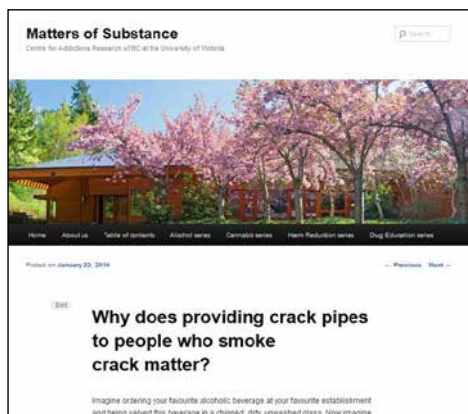 Matters of Substance
Centre for Addictions Research of BC at the University of Victoria
Search...
Home About us Table of contents Alcohol series Cannabis series Harm Reduction series Drug Education series
Posted on January 22, 2014
← Previous Next →
Edit
Why does providing crack pipes
to people who smoke
crack matter?
Imagine ordering your favourite alcoholic beverage at your favourite establishment
and being served this beverage in a chipped, dirty, unwashed glass. Now imagine